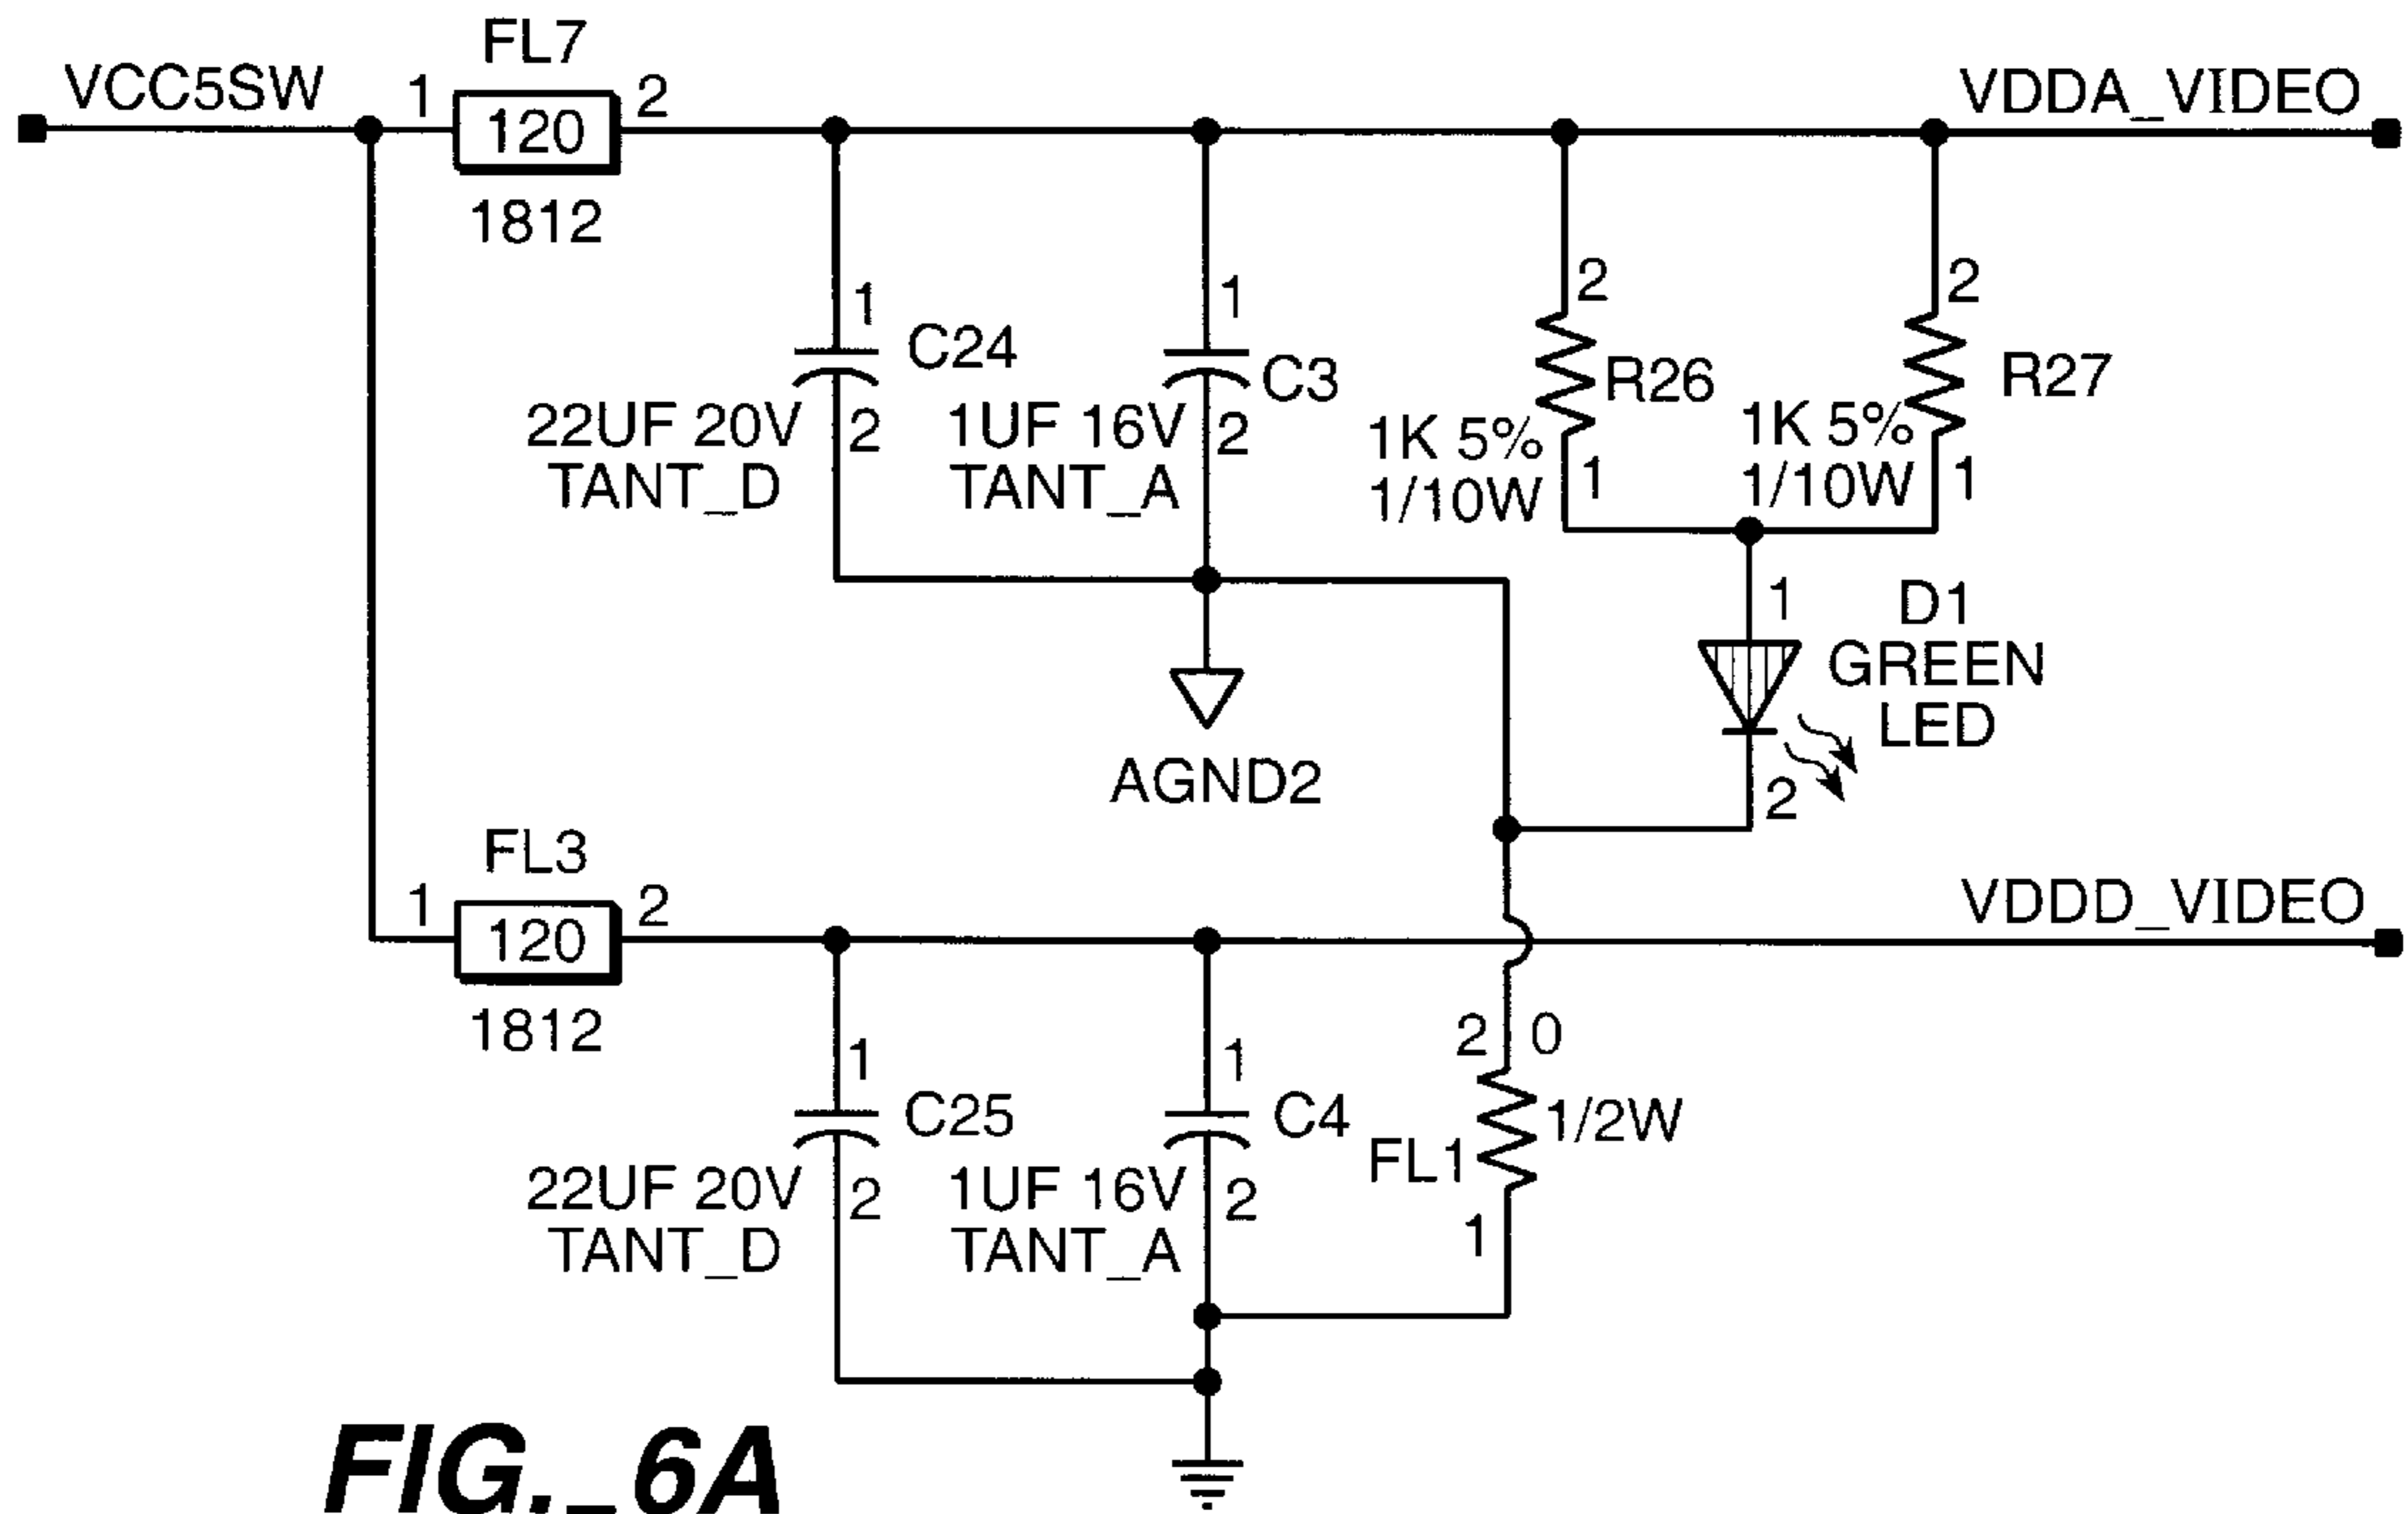 FL7
VCC5SW
1
120
2
1812
VDDA_VIDEO
1
C24
2
22UF 20V
TANT_D
1
C3
2
1UF 16V
TANT_A
2
R26
1K 5%
1/10W
1
2
R27
1K 5%
1/10W
1
1
D1
GREEN
LED
2
AGND2
FL3
1
120
2
1812
VDDD_VIDEO
1
C25
2
22UF 20V
TANT_D
1
C4
2
1UF 16V
TANT_A
2
0
1/2W
FL1
1
FIG._6A